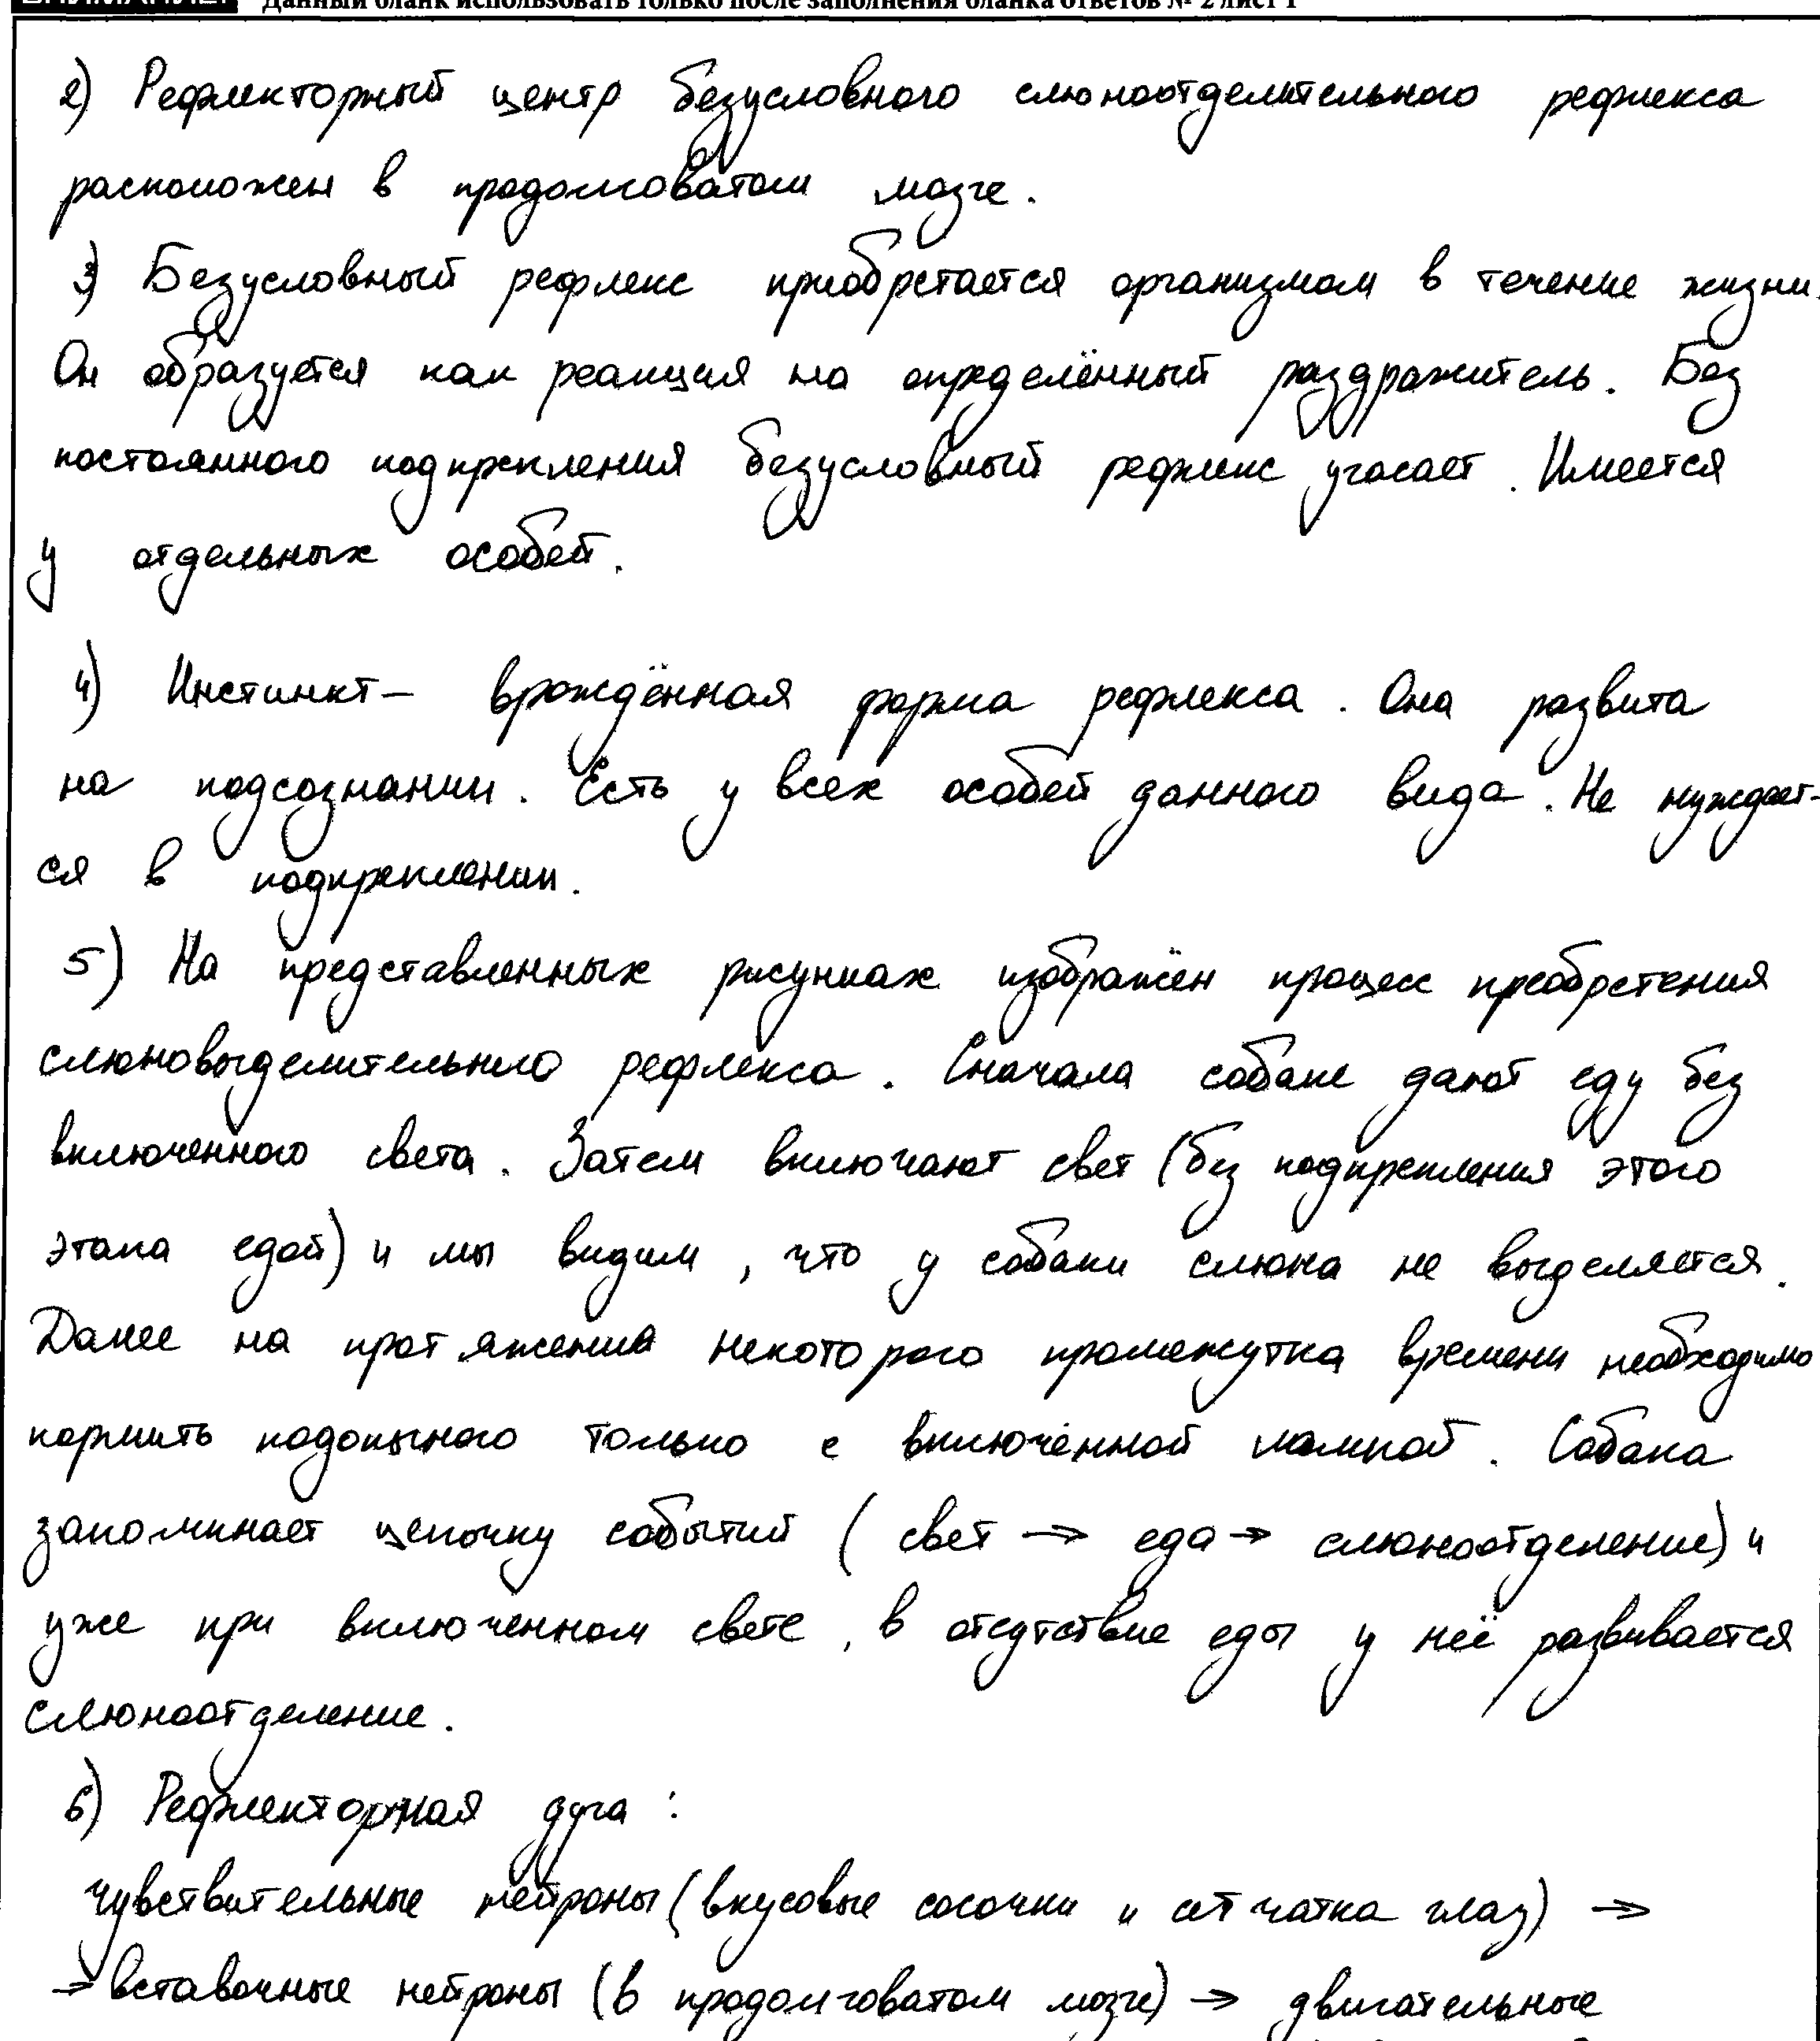 Данный бланк использовать только после заполнения бланка ответов № 2 лист 1
2) Рефлекторный центр безусловного слюноотделительного рефлекса
расположен в продолговатом мозге.
3) Безусловный рефлекс приобретается организмом в течение жизни.
Он образуется как реакция на определённый раздражитель. Без
постоянного подкрепления безусловный рефлекс угасает. Имеется
у отдельных особей.
4) Инстинкт – врождённая форма рефлекса. Она развита
на подсознании. Есть у всех особей данного вида. Не нуждает-
ся в подкреплении.
5) На представленных рисунках изображён процесс преобретения
слюновыделительного рефлекса. Сначала собаке дают еду без
включенного света. Затем включают свет (без подкрепления этого
этапа едой) и мы видим, что у собаки слюна не выделяется.
Далее на протяжении некоторого промежутка времени необходимо
кормить подопытного только с включённой лампой. Собака
запоминает цепочку событий ( свет → еда → слюноотделение) и
уже при включенном свете, в отсутствие еды у неё развивается
слюноотделение.
6) Рефлекторная дуга :
чувствительные нейроны (вкусовые сосочки и сетчатка глаз) →
→ вставочные нейроны (в продолговатом мозге) → двигательные